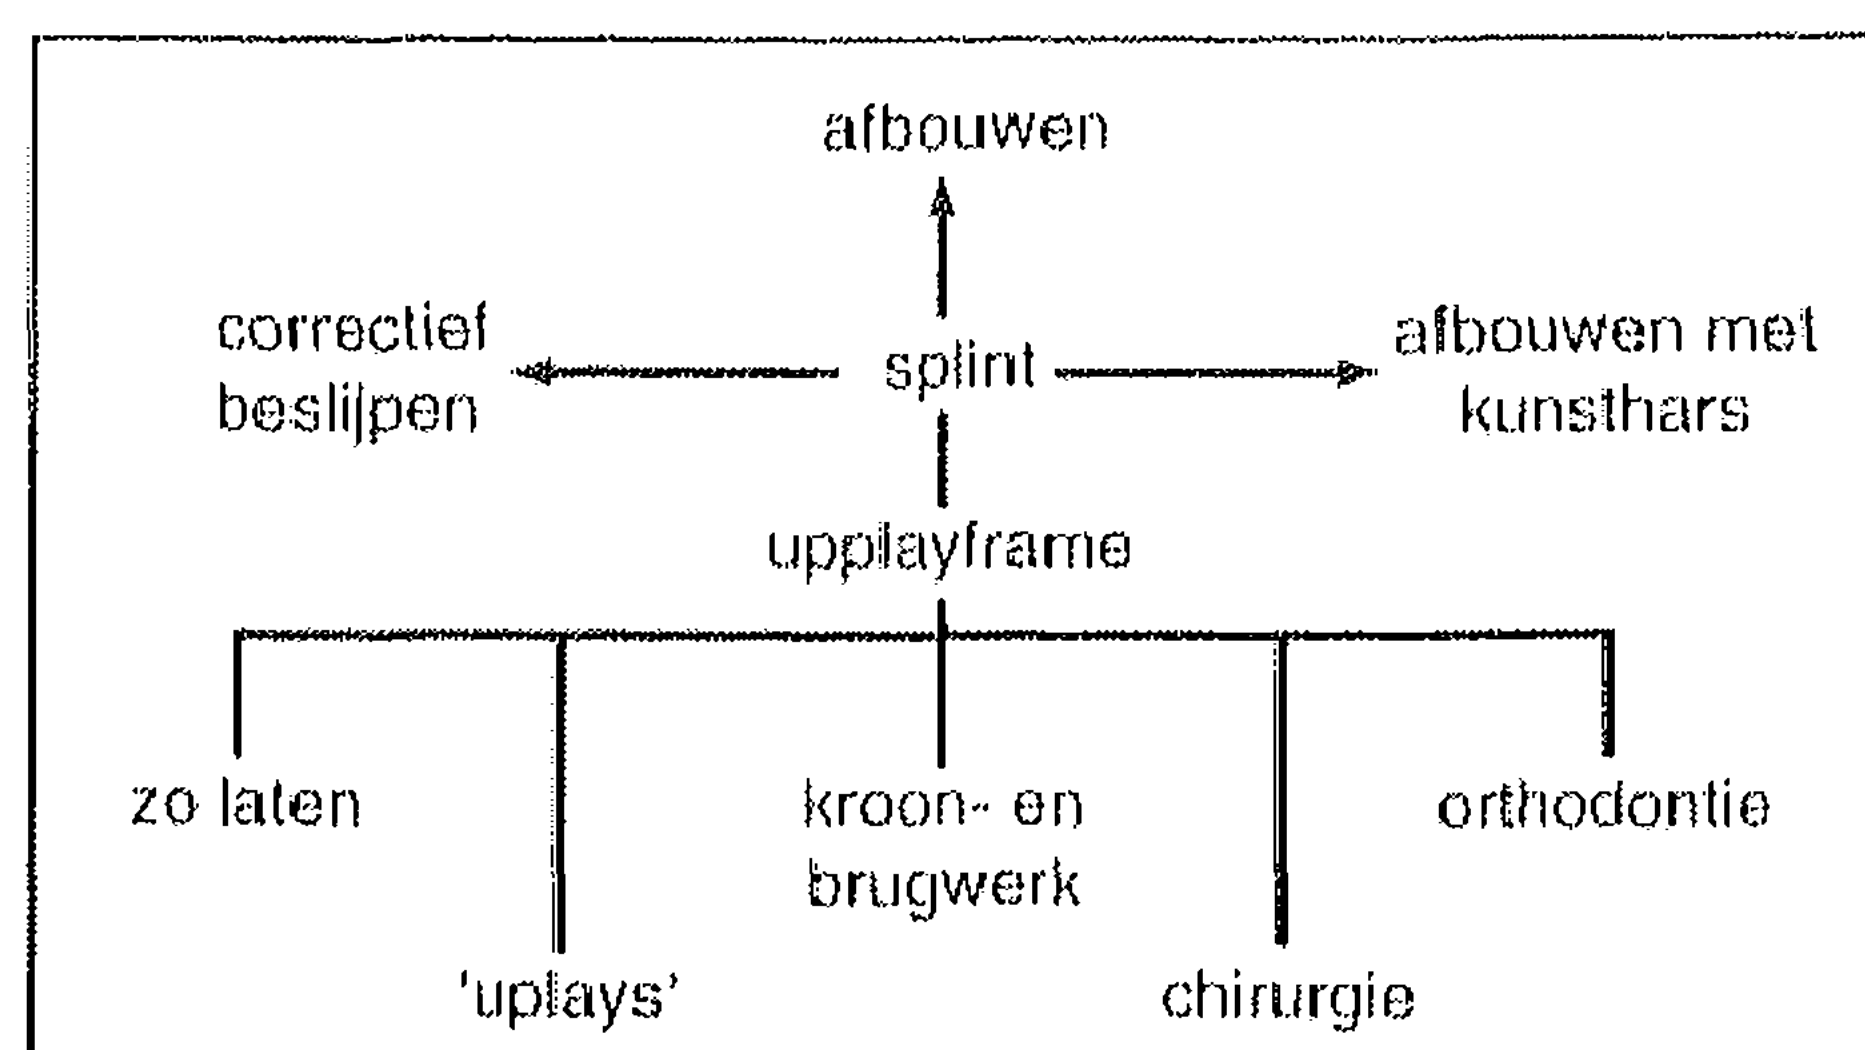 afbouwen
correctief
beslijpen
splint
afbouwen met
kunsthars
upplayframe
zo laten
kroon- en
brugwerk
orthodontie
'uplays'
chirurgie